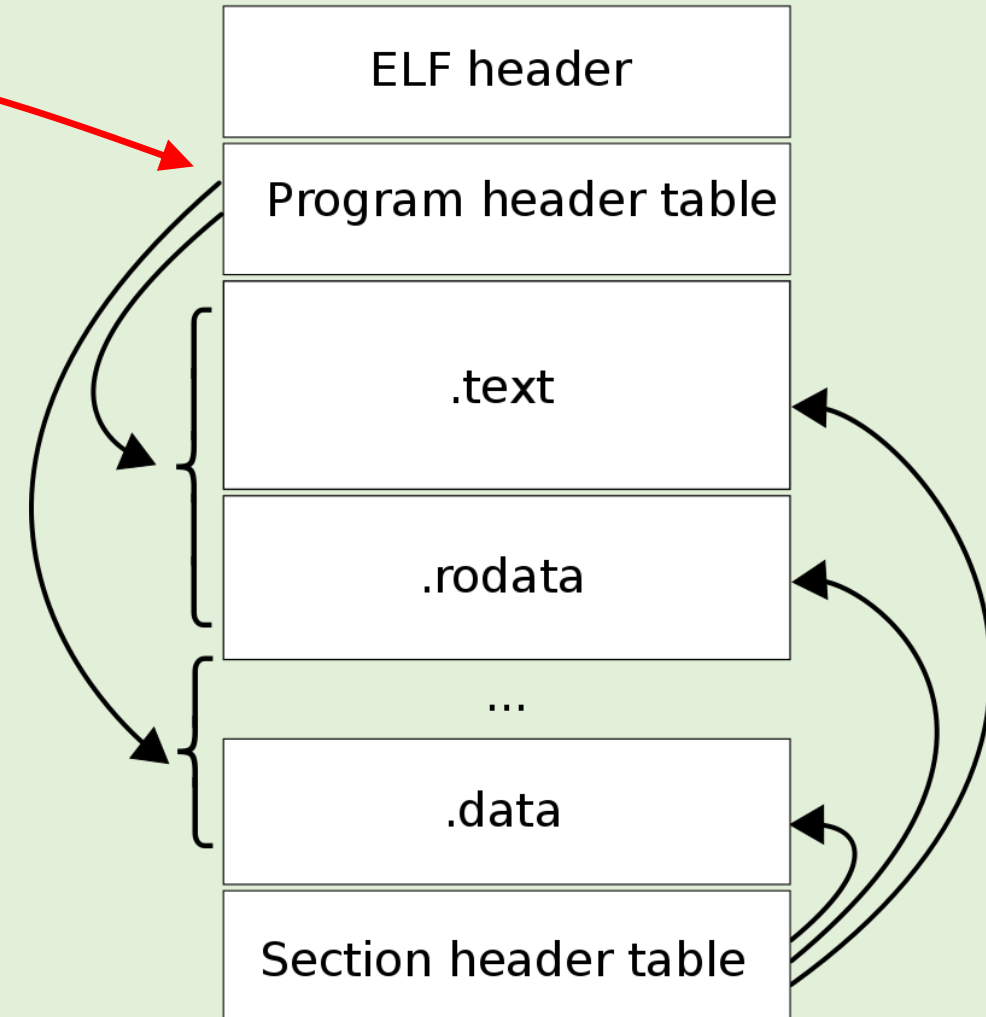 ELF header
Program header table
.text
.rodata
...
.data
Section header table